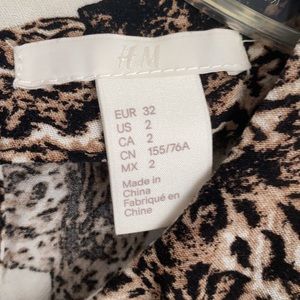 H&M
EUR 32
US 2
CA 2
CN 155/76A
MX 2
Made in
China
Fabriqué en
Chine